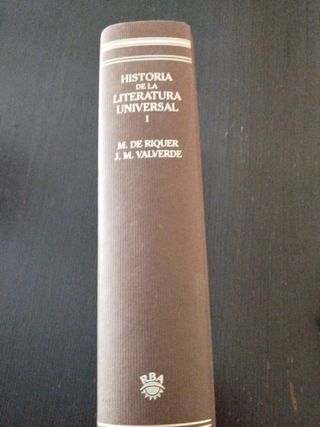 HISTORIA
DE LA
LITERATURA
UNIVERSAL
I
M. DE RIQUER
J. M. VALVERDE
RBA